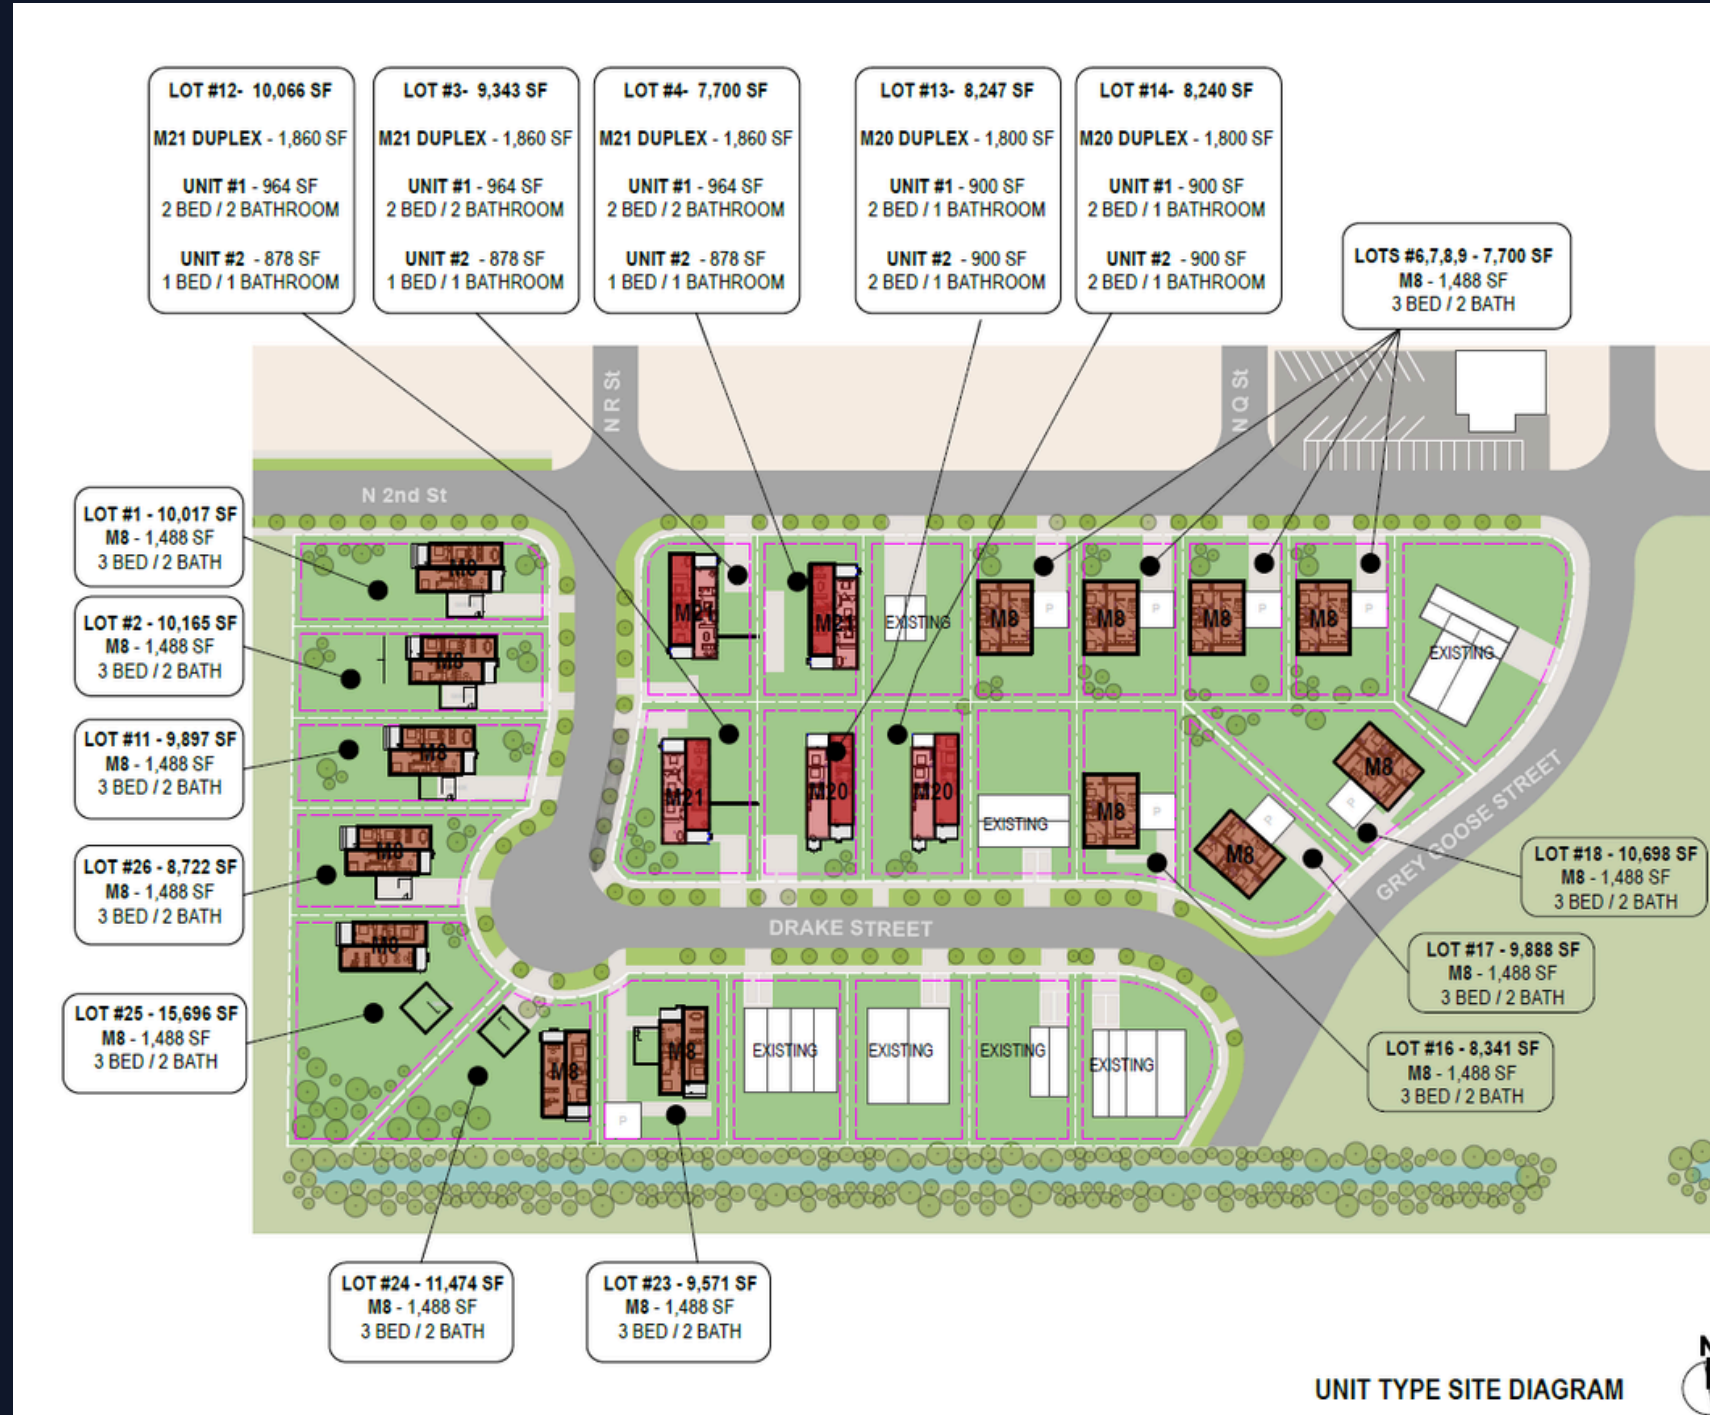 LOT #12- 10,066 SF
M21 DUPLEX - 1,860 SF
UNIT #1 - 964 SF
2 BED / 2 BATHROOM
UNIT #2 - 878 SF
1 BED / 1 BATHROOM
LOT #3- 9,343 SF
M21 DUPLEX - 1,860 SF
UNIT #1 - 964 SF
2 BED / 2 BATHROOM
UNIT #2 - 878 SF
1 BED / 1 BATHROOM
LOT #4- 7,700 SF
M21 DUPLEX - 1,860 SF
UNIT #1 - 964 SF
2 BED / 2 BATHROOM
UNIT #2 - 878 SF
1 BED / 1 BATHROOM
LOT #13- 8,247 SF
M20 DUPLEX - 1,800 SF
UNIT #1 - 900 SF
2 BED / 1 BATHROOM
UNIT #2 - 900 SF
2 BED / 1 BATHROOM
LOT #14- 8,240 SF
M20 DUPLEX - 1,800 SF
UNIT #1 - 900 SF
2 BED / 1 BATHROOM
UNIT #2 - 900 SF
2 BED / 1 BATHROOM
LOTS #6,7,8,9 - 7,700 SF
M8 - 1,488 SF
3 BED / 2 BATH
N R St
N Q St
N 2nd St
LOT #1 - 10,017 SF
M8 - 1,488 SF
3 BED / 2 BATH
LOT #2 - 10,165 SF
M8 - 1,488 SF
3 BED / 2 BATH
LOT #11 - 9,897 SF
M8 - 1,488 SF
3 BED / 2 BATH
LOT #26 - 8,722 SF
M8 - 1,488 SF
3 BED / 2 BATH
LOT #25 - 15,696 SF
M8 - 1,488 SF
3 BED / 2 BATH
M8
M8
M8
M8
M8
M21
M21
EXISTING
M8
P
M8
P
M8
P
M8
P
EXISTING
M21
M20
M20
EXISTING
M8
P
M8
P
M8
P
GREY GOOSE STREET
DRAKE STREET
LOT #18 - 10,698 SF
M8 - 1,488 SF
3 BED / 2 BATH
LOT #17 - 9,888 SF
M8 - 1,488 SF
3 BED / 2 BATH
LOT #16 - 8,341 SF
M8 - 1,488 SF
3 BED / 2 BATH
M8
M8
P
EXISTING
EXISTING
EXISTING
EXISTING
LOT #24 - 11,474 SF
M8 - 1,488 SF
3 BED / 2 BATH
LOT #23 - 9,571 SF
M8 - 1,488 SF
3 BED / 2 BATH
UNIT TYPE SITE DIAGRAM
N